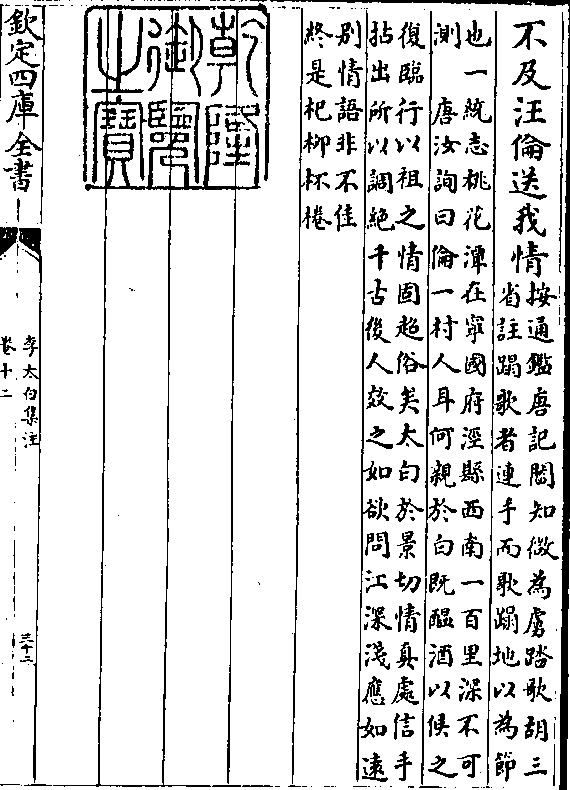 不及汪倫送我情
按通鑑唐記閻知微為虜踏歌胡三
省註蹋歌者連手而歌蹋地以為節
也一統志桃花潭在寧國府涇縣西南一百里深不可
測　唐汝詢曰倫一村人耳何親於白既醖酒以候之
復臨行以祖之情固超俗矣太白於景切情真處信手
拈出所以調絕千古後人效之如欲問江深淺應如遠
別情語非不佳
終是杞柳杯棬
乾隆
御覽
之寶
欽定四庫全書
李太白集注
卷十二